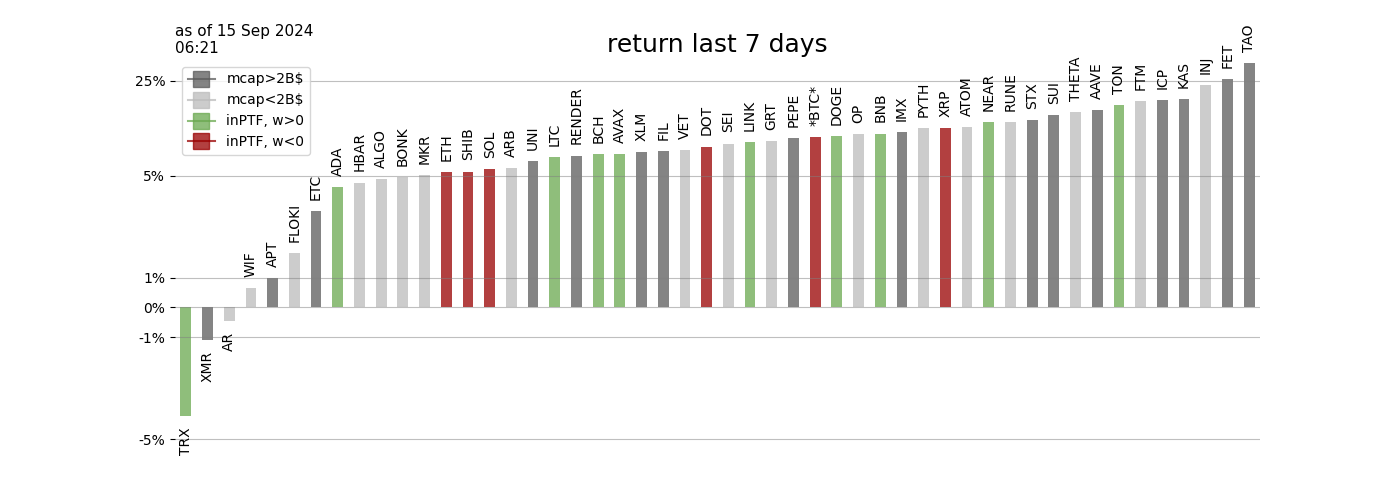 as of 15 Sep 2024
06:21
return last 7 days
mcap>2B$
mcap<2B$
inPTF, w>0
inPTF, w<0
25%
5%
1%
0%
-1%
-5%
TRX
XMR
AR
WIF
APT
FLOKI
ETC
ADA
HBAR
ALGO
BONK
MKR
ETH
SHIB
SOL
ARB
UNI
LTC
RENDER
BCH
AVAX
XLM
FIL
VET
DOT
SEI
LINK
GRT
PEPE
*BTC*
DOGE
OP
BNB
IMX
PYTH
XRP
ATOM
NEAR
RUNE
STX
SUI
THETA
AAVE
TON
FTM
ICP
KAS
INJ
FET
TAO